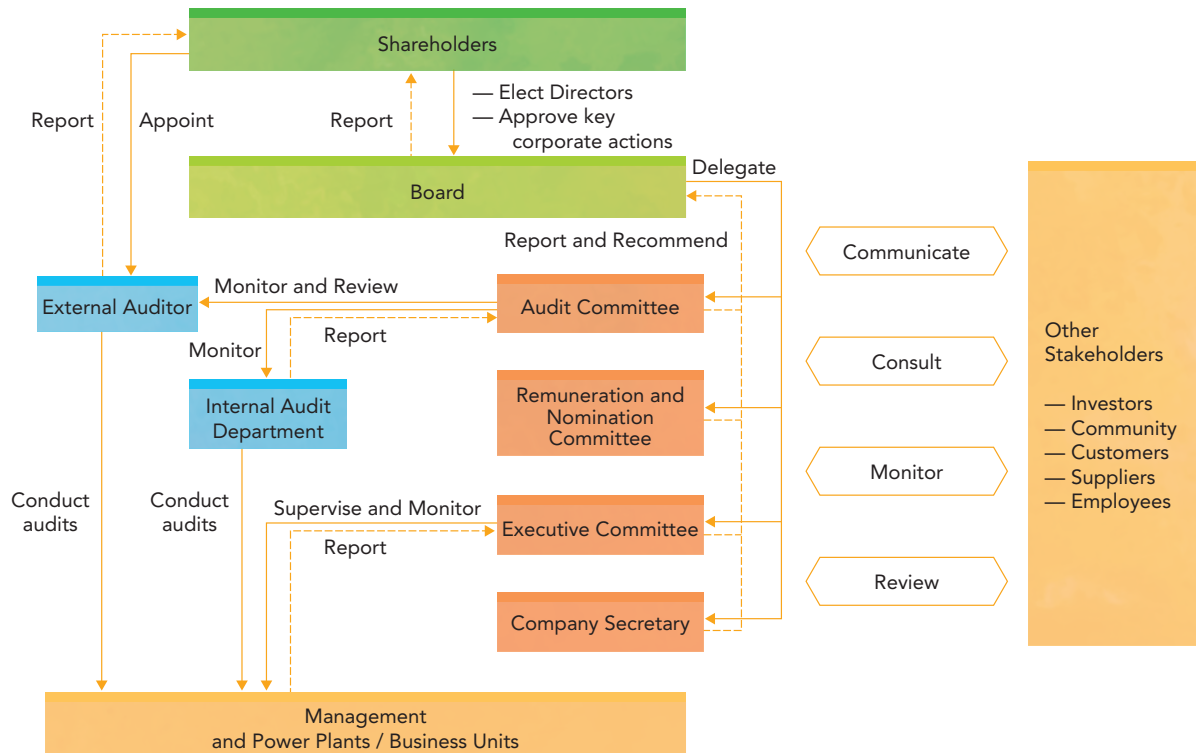 Shareholders
Report
Appoint
Report
— Elect Directors
— Approve key
corporate actions
Board
Delegate
Report and Recommend
Communicate
Monitor and Review
External Auditor
Audit Committee
Report
Monitor
Internal Audit
Department
Remuneration and
Nomination
Committee
Consult
Other
Stakeholders
— Investors
— Community
— Customers
— Suppliers
— Employees
Monitor
Conduct
audits
Conduct
audits
Supervise and Monitor
Executive Committee
Report
Review
Company Secretary
Management
and Power Plants / Business Units